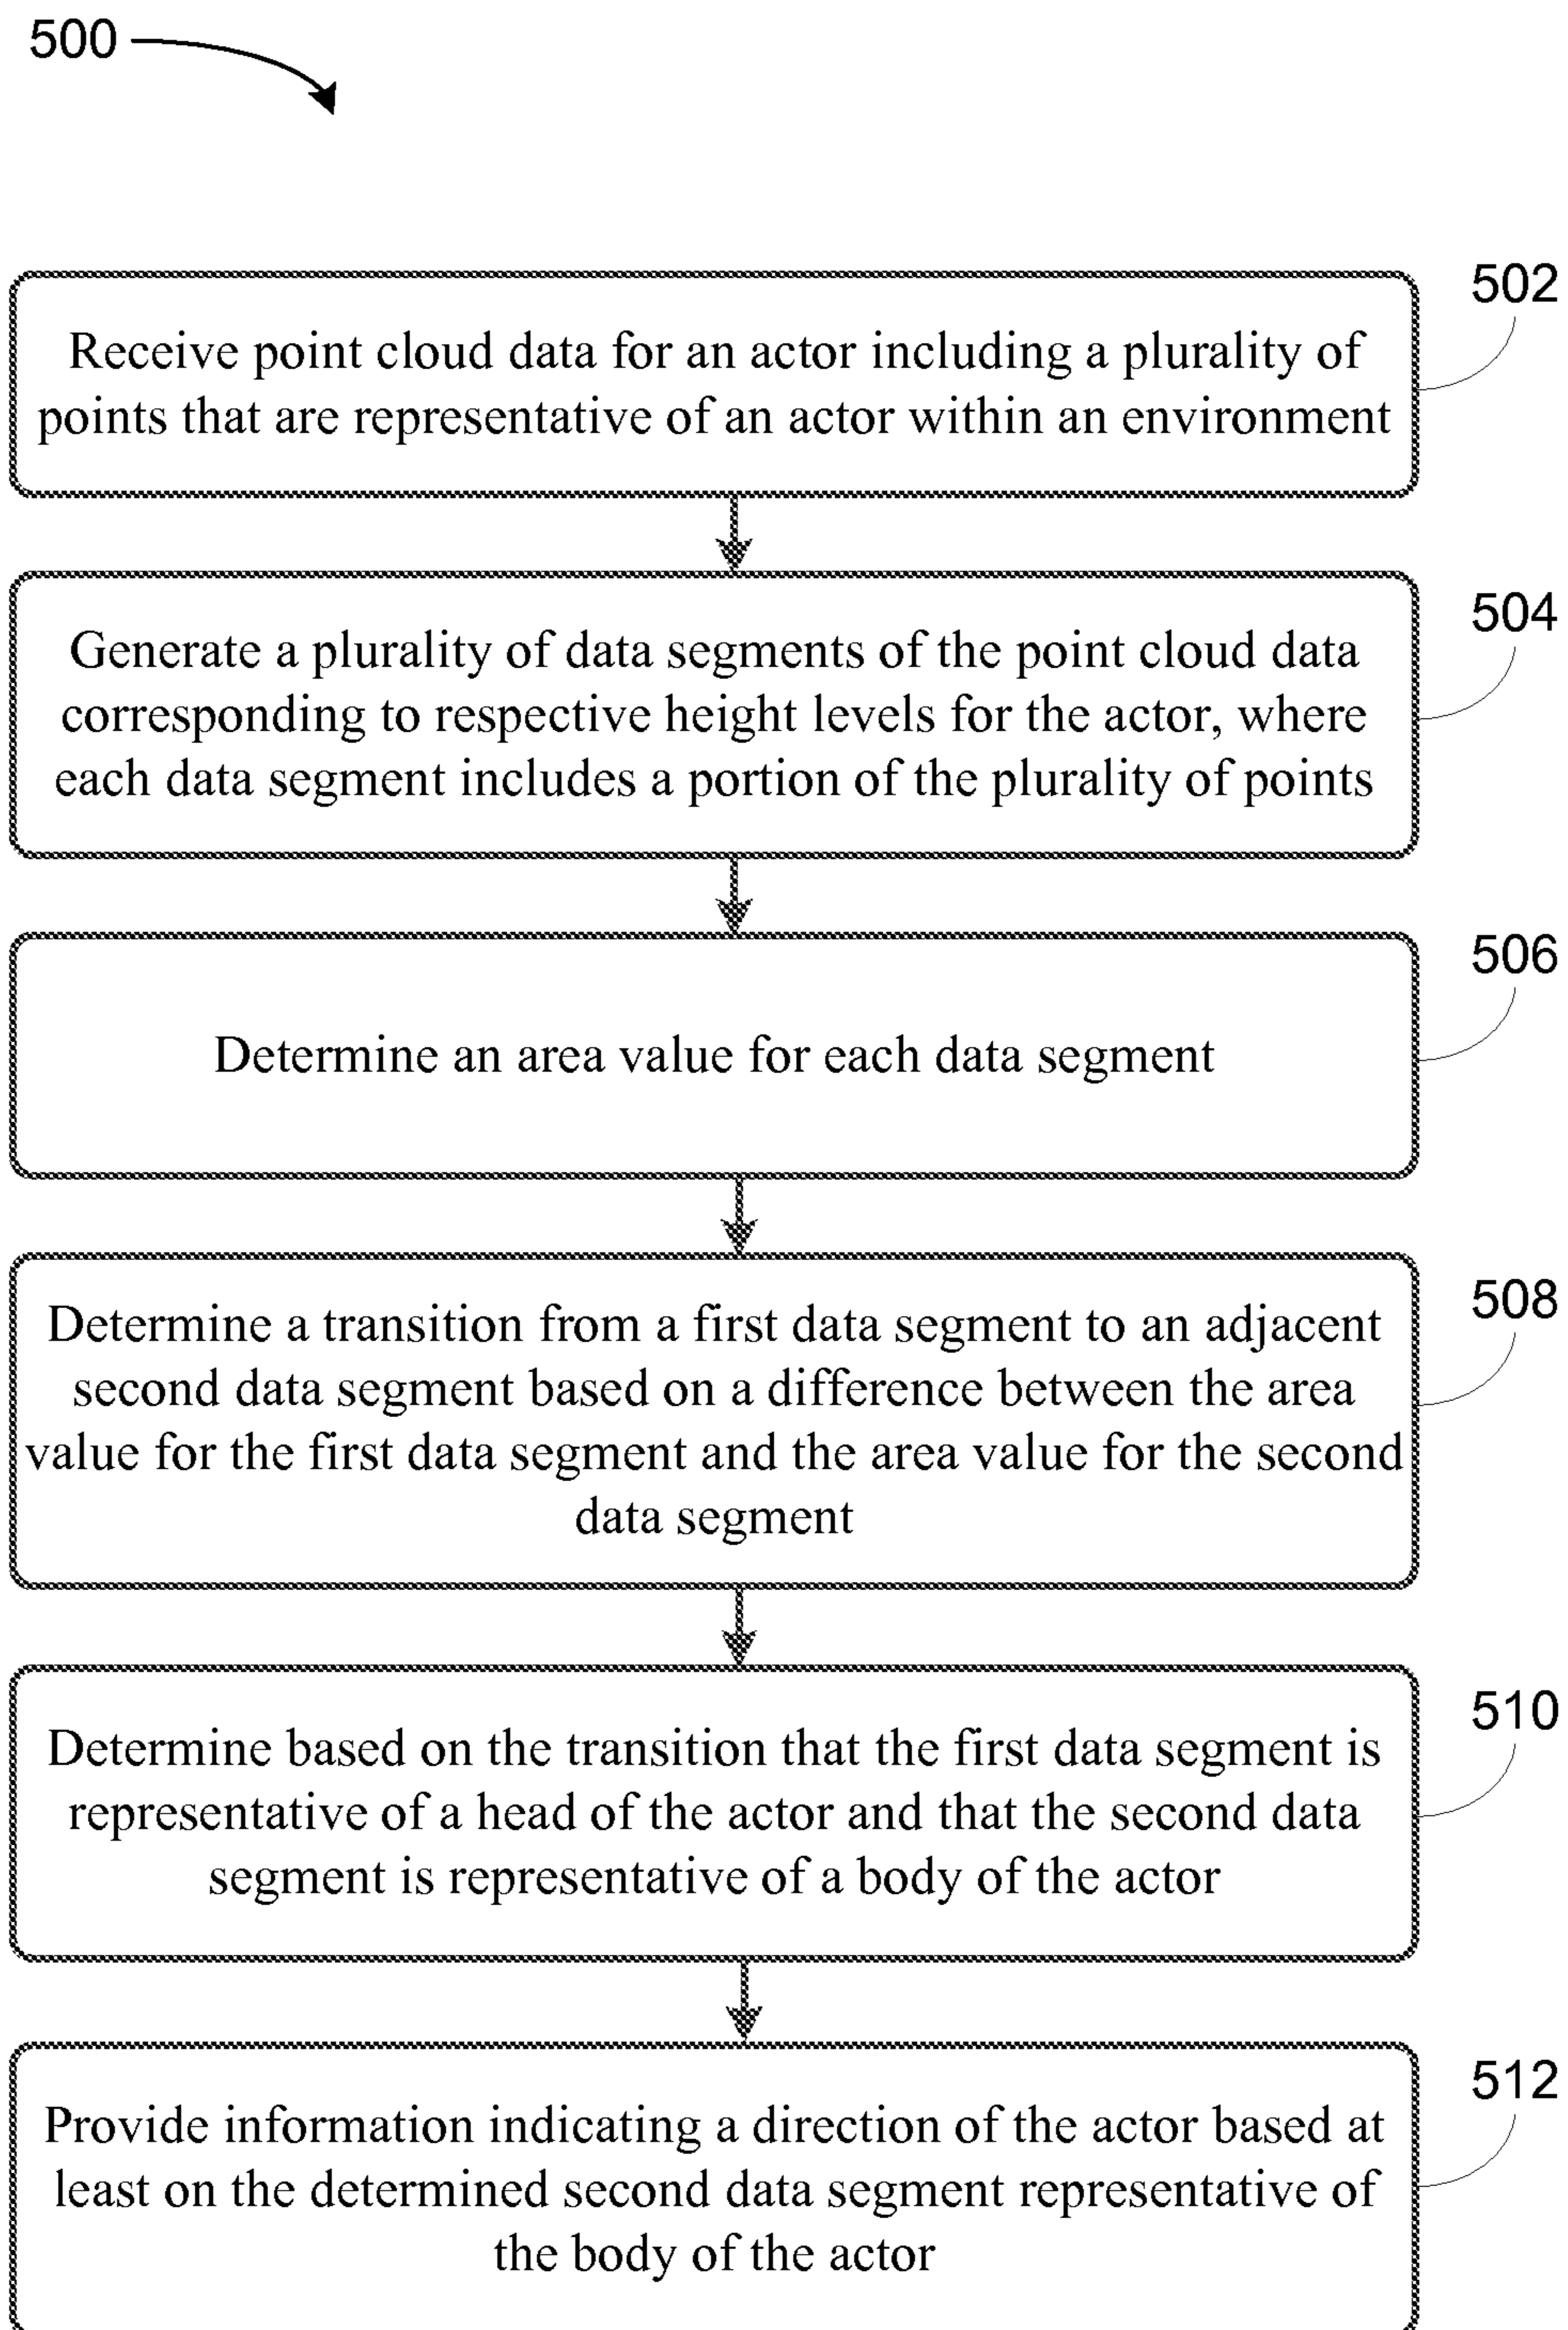 500
502
Receive point cloud data for an actor including a plurality of
points that are representative of an actor within an environment
504
Generate a plurality of data segments of the point cloud data
corresponding to respective height levels for the actor, where
each data segment includes a portion of the plurality of points
506
Determine an area value for each data segment
508
Determine a transition from a first data segment to an adjacent
second data segment based on a difference between the area
value for the first data segment and the area value for the second
data segment
510
Determine based on the transition that the first data segment is
representative of a head of the actor and that the second data
segment is representative of a body of the actor
512
Provide information indicating a direction of the actor based at
least on the determined second data segment representative of
the body of the actor